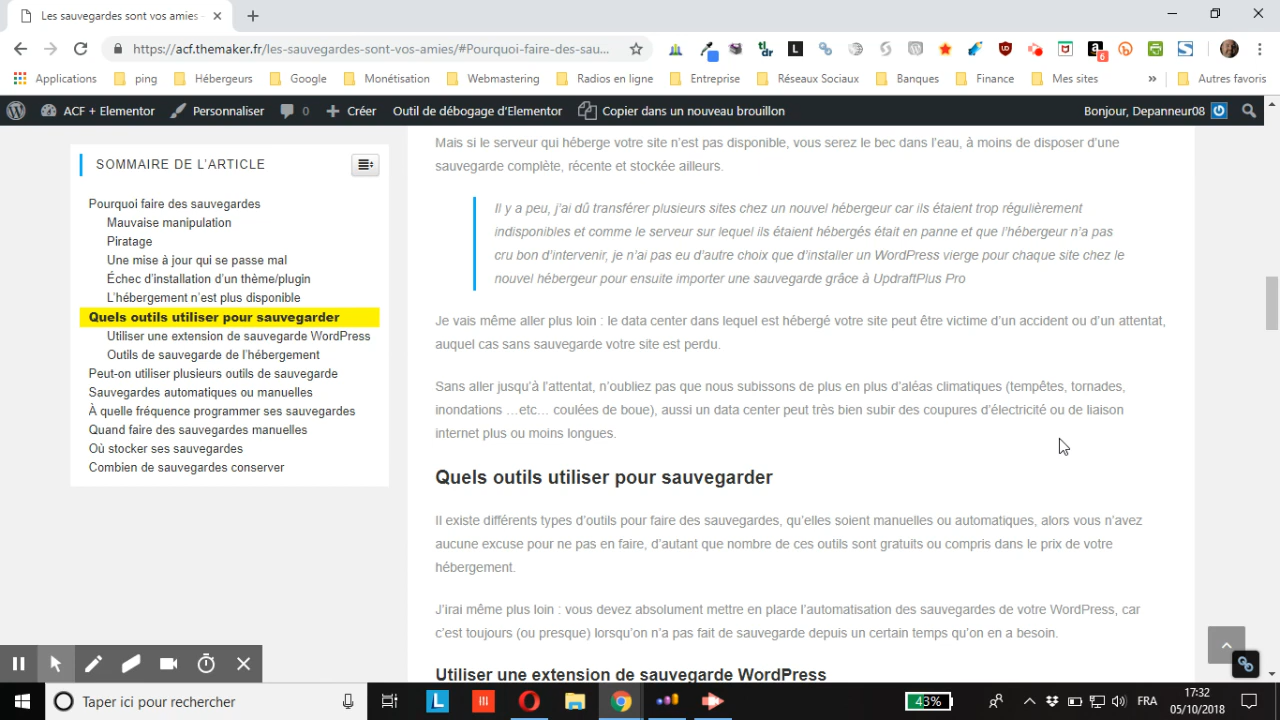 Les sauvegardes sont vos amies -
https://acf.themaker.fr/les-sauvegardes-sont-vos-amies/#Pourquoi-faire-des-sau...
Applications
ping
Hébergeurs
Google
Monétisation
Webmastering
Radios en ligne
Entreprise
Réseaux Sociaux
Banques
Finance
Mes sites
»
Autres favoris
ACF + Elementor
Personnaliser
0
Créer
Outil de débogage d'Elementor
Copier dans un nouveau brouillon
Bonjour, Depanneur08
SOMMAIRE DE L'ARTICLE
Pourquoi faire des sauvegardes
Mauvaise manipulation
Piratage
Une mise à jour qui se passe mal
Échec d'installation d'un thème/plugin
L'hébergement n'est plus disponible
Quels outils utiliser pour sauvegarder
Utiliser une extension de sauvegarde WordPress
Outils de sauvegarde de l'hébergement
Peut-on utiliser plusieurs outils de sauvegarde
Sauvegardes automatiques ou manuelles
À quelle fréquence programmer ses sauvegardes
Quand faire des sauvegardes manuelles
Où stocker ses sauvegardes
Combien de sauvegardes conserver
Mais si le serveur qui héberge votre site n'est pas disponible, vous serez le bec dans l'eau, à moins de disposer d'une
sauvegarde complète, récente et stockée ailleurs.
Il y a peu, j'ai dû transférer plusieurs sites chez un nouvel hébergeur car ils étaient trop régulièrement
indisponibles et comme le serveur sur lequel ils étaient hébergés était en panne et que l'hébergeur n'a pas
cru bon d'intervenir, je n'ai pas eu d'autre choix que d'installer un WordPress vierge pour chaque site chez le
nouvel hébergeur pour ensuite importer une sauvegarde grâce à UpdraftPlus Pro
Je vais même aller plus loin : le data center dans lequel est hébergé votre site peut être victime d'un accident ou d'un attentat,
auquel cas sans sauvegarde votre site est perdu.
Sans aller jusqu'à l'attentat, n'oubliez pas que nous subissons de plus en plus d'aléas climatiques (tempêtes, tornades,
inondations …etc… coulées de boue), aussi un data center peut très bien subir des coupures d'électricité ou de liaison
internet plus ou moins longues.
Quels outils utiliser pour sauvegarder
Il existe différents types d'outils pour faire des sauvegardes, qu'elles soient manuelles ou automatiques, alors vous n'avez
aucune excuse pour ne pas en faire, d'autant que nombre de ces outils sont gratuits ou compris dans le prix de votre
hébergement.
J'irai même plus loin : vous devez absolument mettre en place l'automatisation des sauvegardes de votre WordPress, car
c'est toujours (ou presque) lorsqu'on n'a pas fait de sauvegarde depuis un certain temps qu'on en a besoin.
Utiliser une extension de sauvegarde WordPress
Taper ici pour rechercher
43%
FRA
17:32
05/10/2018